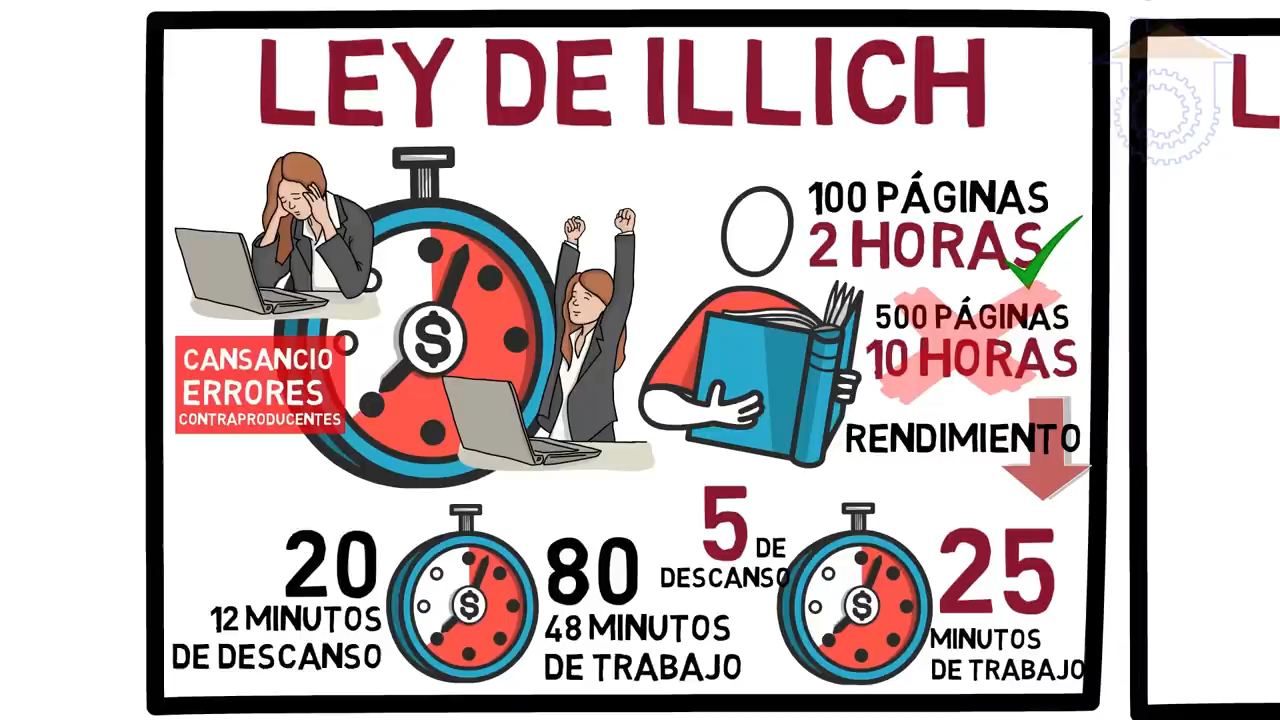 LEY DE ILLICH
100 PÁGINAS
2 HORAS
500 PÁGINAS
10 HORAS
CANSANCIO
ERRORES
CONTRAPRODUCENTES
$
RENDIMIENTO
20
12 MINUTOS
DE DESCANSO
$
80
48 MINUTOS
DE TRABAJO
5 DE
DESCANSO
$
25
MINUTOS
DE TRABAJO
L